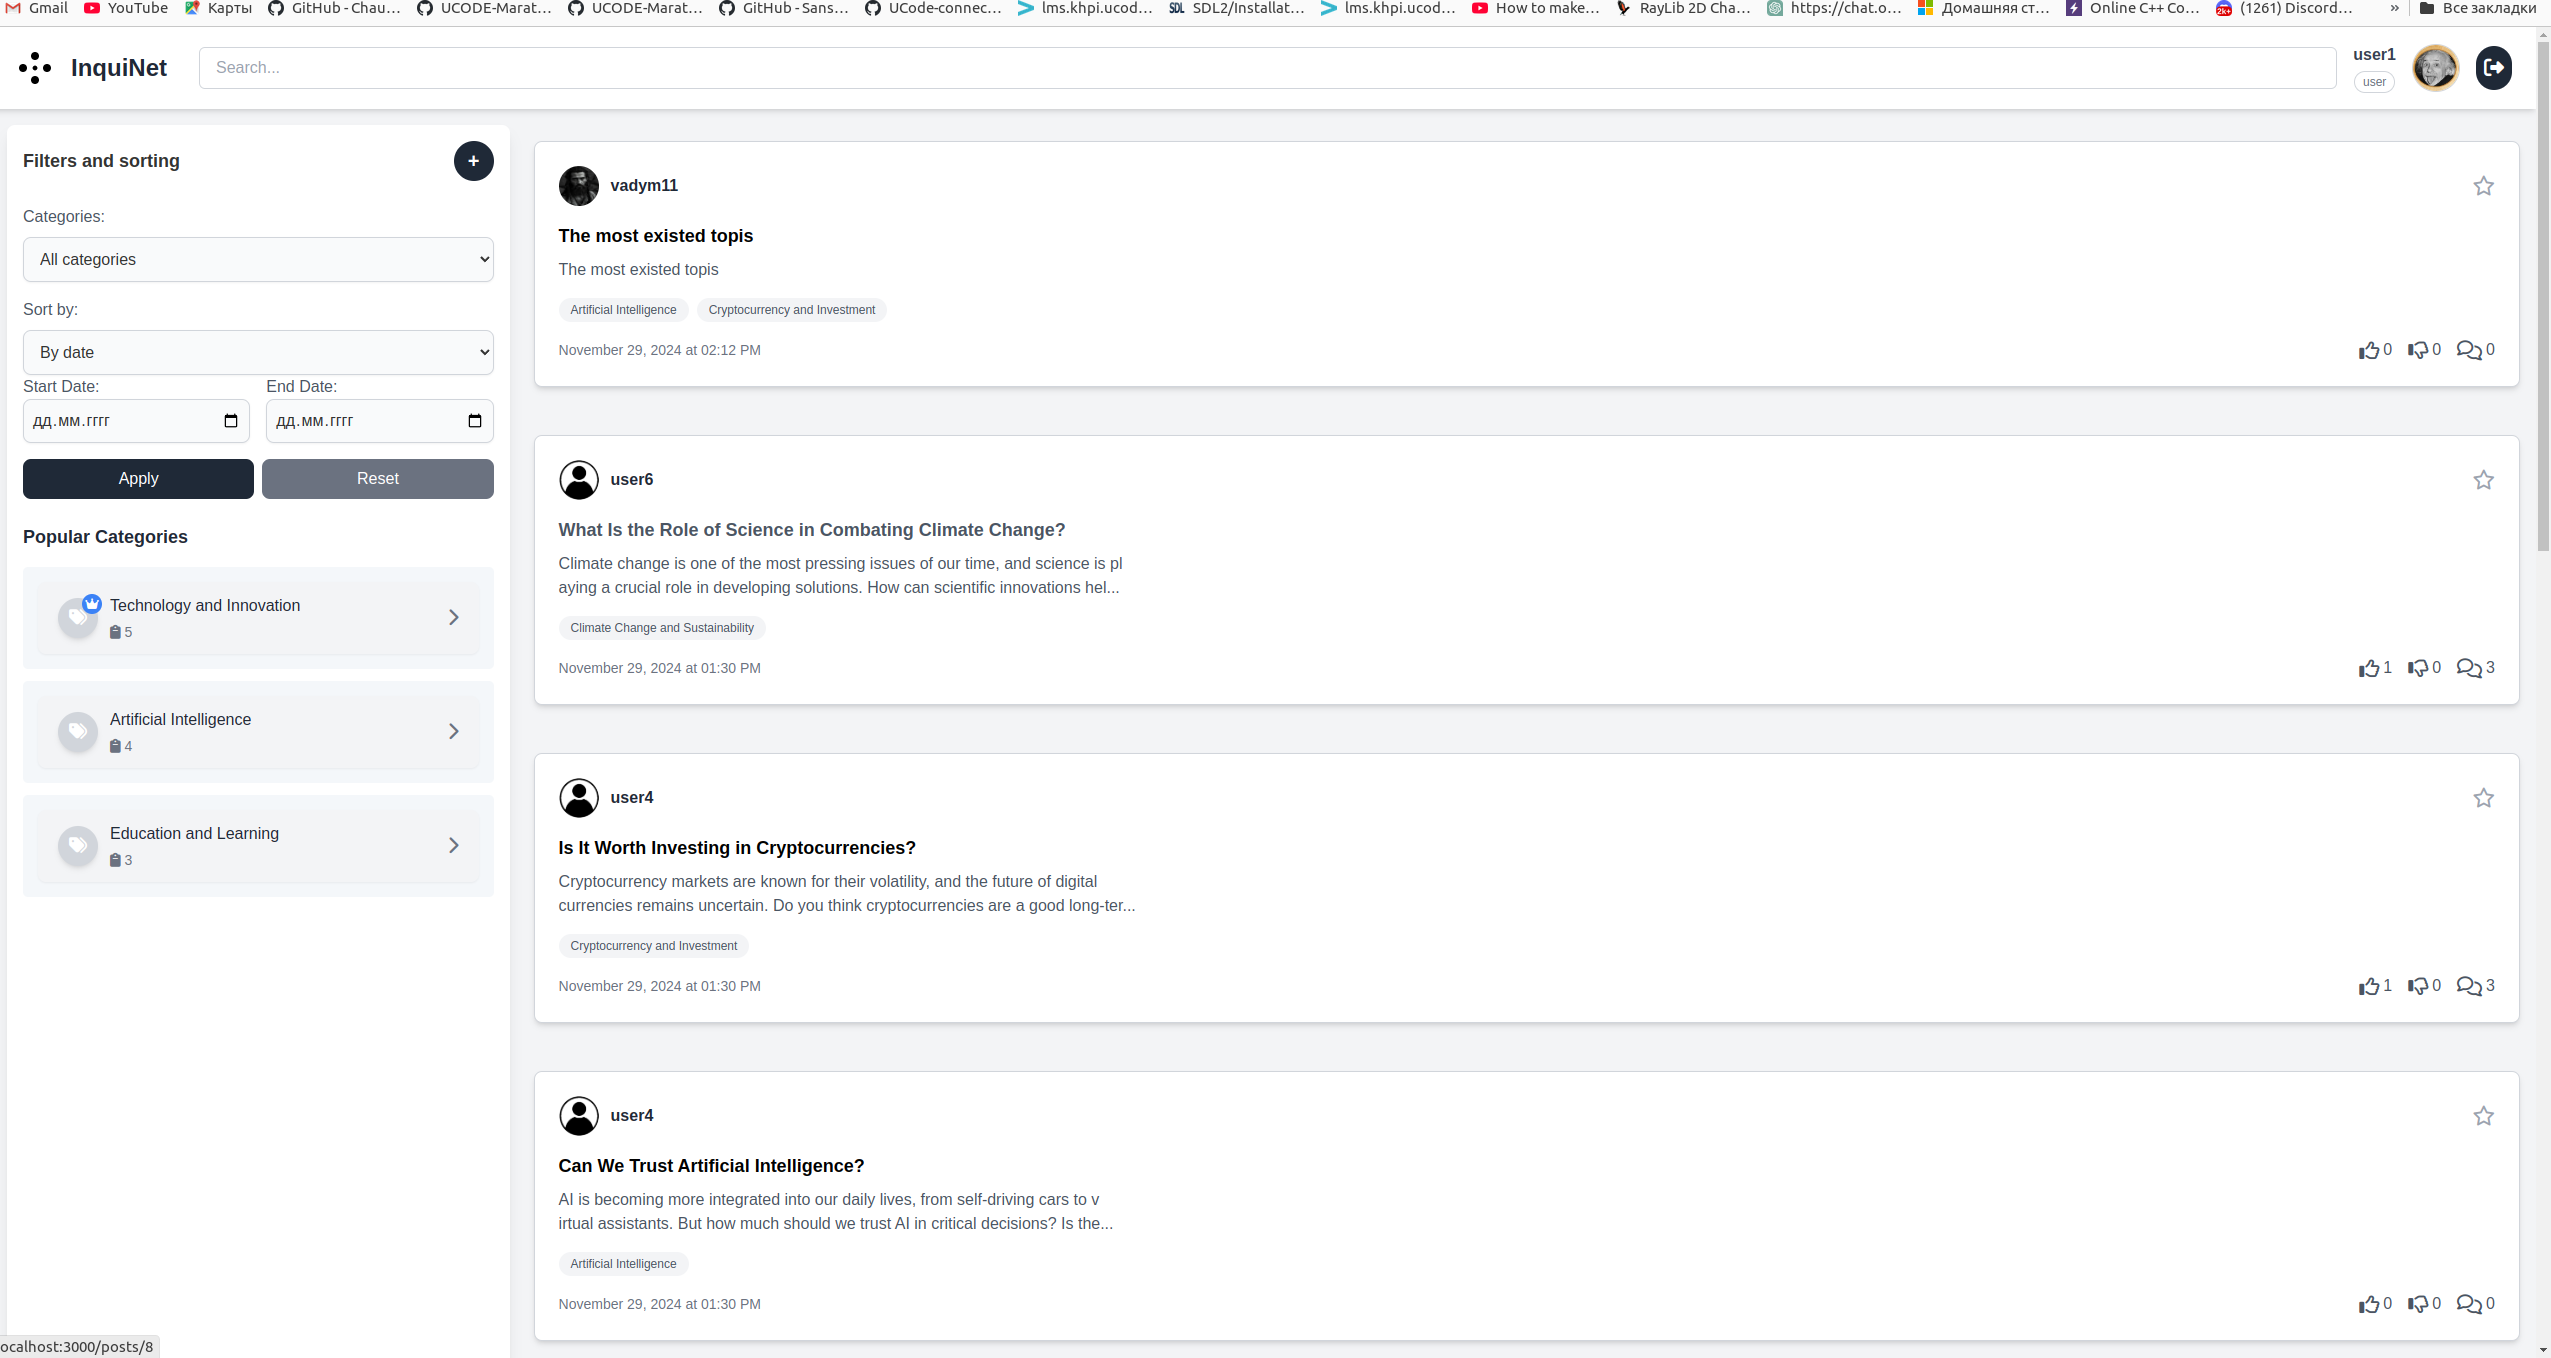 Gmail YouTube Карты GitHub - Chau... UCODE-Marat... UCODE-Marat... GitHub - Sans... UCode-connec... lms.khpi.ucod... SDL SDL2/Installat... lms.khpi.ucod... How to make... RayLib 2D Cha... https://chat.o... Домашняя ст... Online C++ Co... 2k+ (1261) Discord... » Все закладки
InquiNet
Search...
user1
user
Filters and sorting
+
Categories:
All categories
Sort by:
By date
Start Date: End Date:
дд.мм.гггг дд.мм.гггг
Apply Reset
Popular Categories
Technology and Innovation
5
Artificial Intelligence
4
Education and Learning
3
vadym11
The most existed topis
The most existed topis
Artificial Intelligence Cryptocurrency and Investment
November 29, 2024 at 02:12 PM 0 0 0
user6
What Is the Role of Science in Combating Climate Change?
Climate change is one of the most pressing issues of our time, and science is pl
aying a crucial role in developing solutions. How can scientific innovations hel...
Climate Change and Sustainability
November 29, 2024 at 01:30 PM 1 0 3
user4
Is It Worth Investing in Cryptocurrencies?
Cryptocurrency markets are known for their volatility, and the future of digital
currencies remains uncertain. Do you think cryptocurrencies are a good long-ter...
Cryptocurrency and Investment
November 29, 2024 at 01:30 PM 1 0 3
user4
Can We Trust Artificial Intelligence?
AI is becoming more integrated into our daily lives, from self-driving cars to v
irtual assistants. But how much should we trust AI in critical decisions? Is the...
Artificial Intelligence
November 29, 2024 at 01:30 PM 0 0 0
ocalhost:3000/posts/8